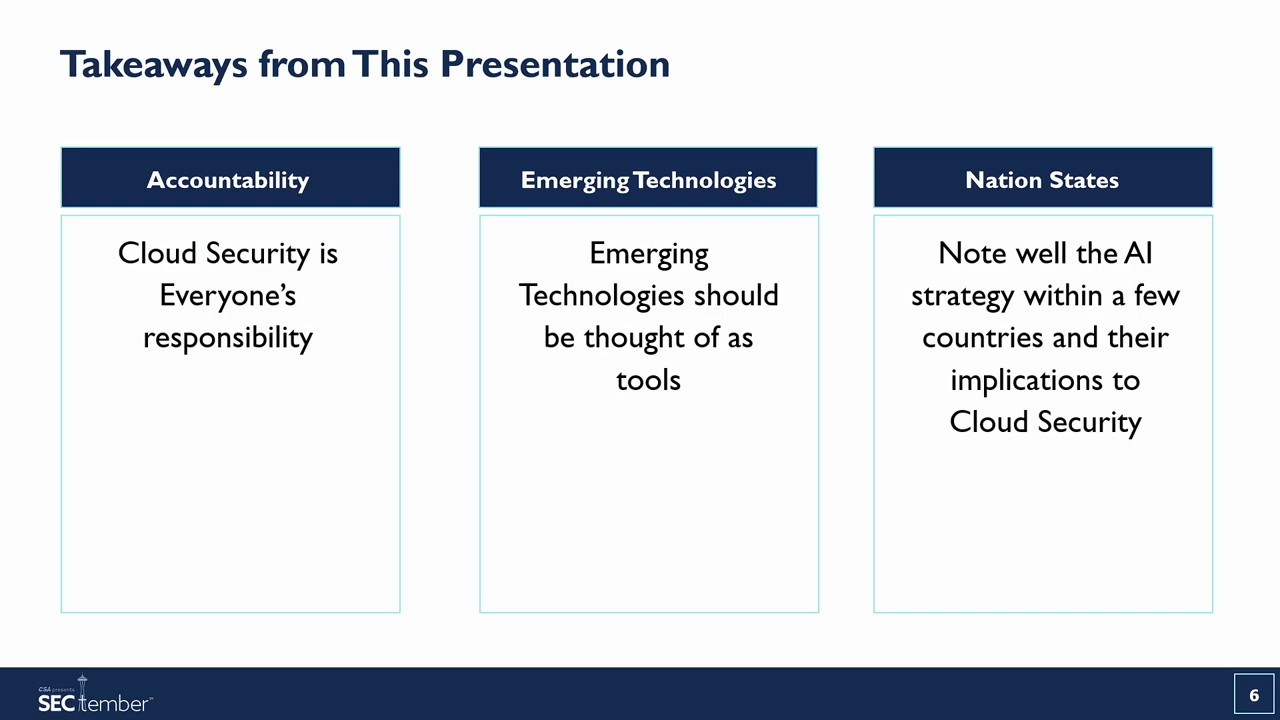 Takeaways from This Presentation
Accountability
Cloud Security is
Everyone’s
responsibility
Emerging Technologies
Emerging
Technologies should
be thought of as
tools
Nation States
Note well the AI
strategy within a few
countries and their
implications to
Cloud Security
CSA presents
SECtember
6